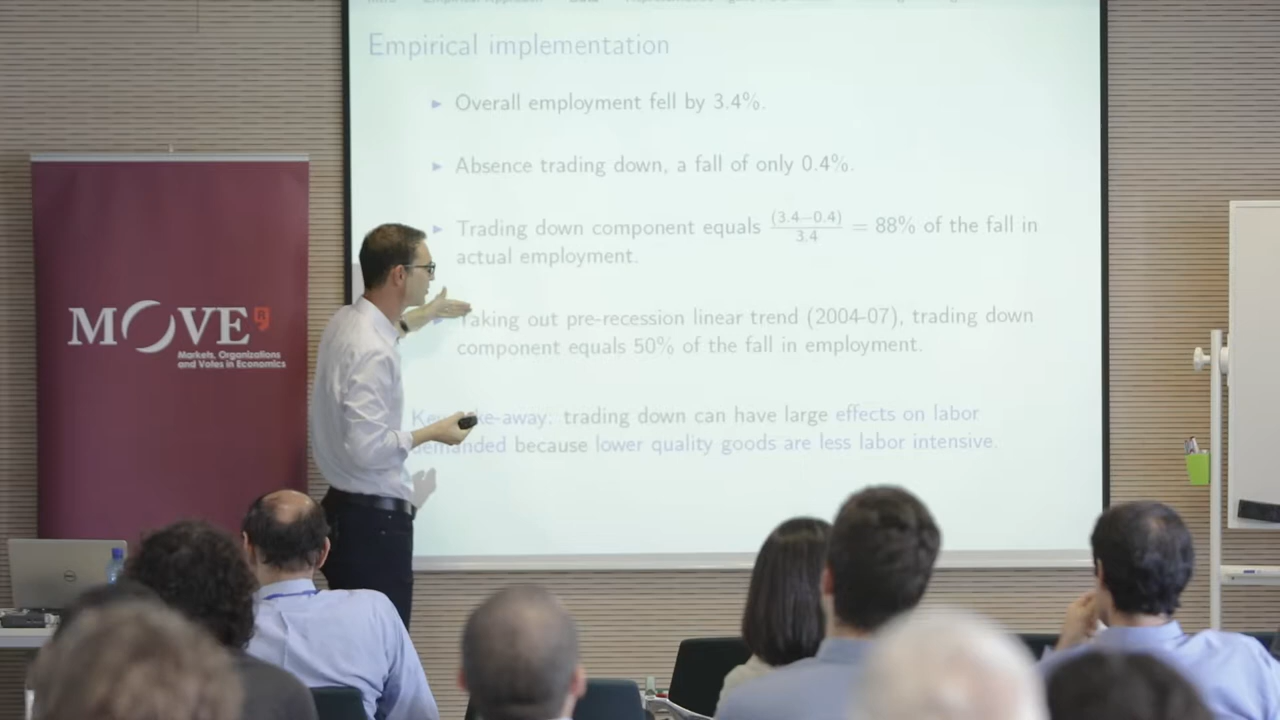 Empirical implementation
▶ Overall employment fell by 3.4%.
▶ Absence trading down, a fall of only 0.4%.
▶ Trading down component equals (3.4−0.4)/3.4 = 88% of the fall in
actual employment.
Taking out pre-recession linear trend (2004-07), trading down
component equals 50% of the fall in employment.
trading down can have large effects on labor
demanded because lower quality goods are less labor intensive.
MOVE
Markets, Organizations
and Votes in Economics
DELL